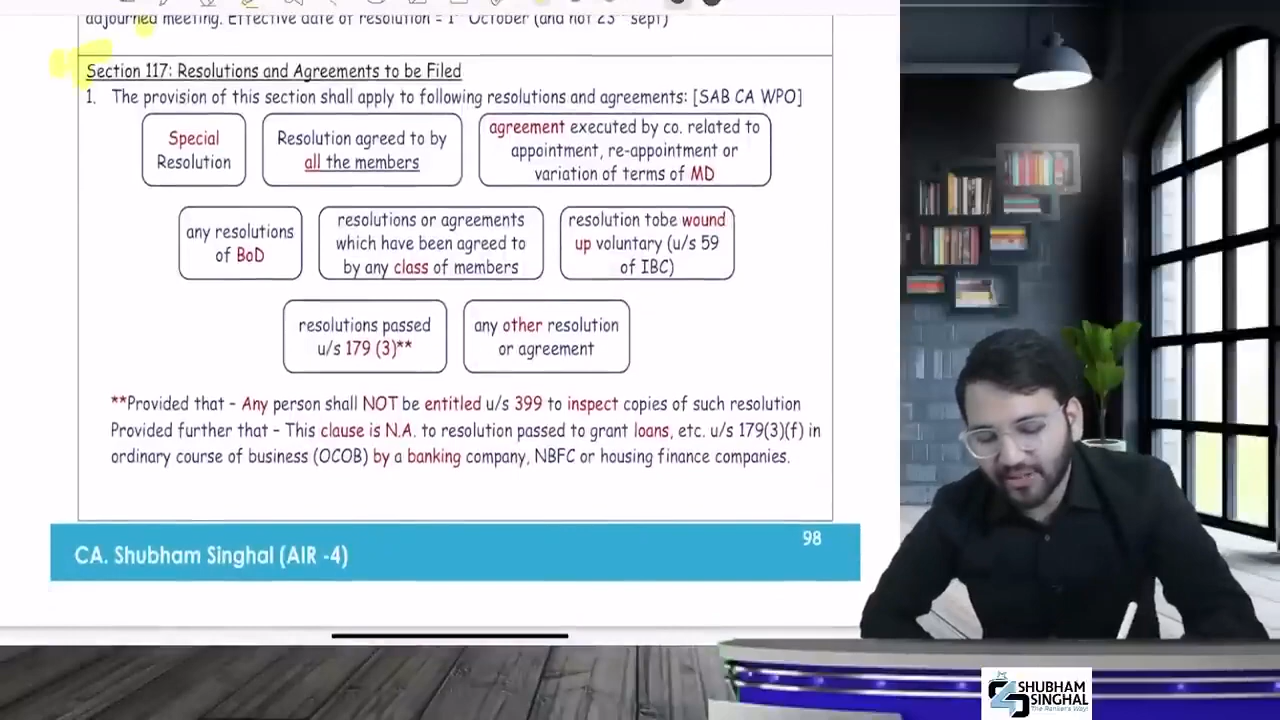 adjourned meeting. Effective date of resolution = 1st October (and not 23rd sept)
Section 117: Resolutions and Agreements to be Filed
1. The provision of this section shall apply to following resolutions and agreements: [SAB CA WPO]
Special
Resolution
Resolution agreed to by
all the members
agreement executed by co. related to
appointment, re-appointment or
variation of terms of MD
any resolutions
of BoD
resolutions or agreements
which have been agreed to
by any class of members
resolution tobe wound
up voluntary (u/s 59
of IBC)
resolutions passed
u/s 179 (3)**
any other resolution
or agreement
**Provided that – Any person shall NOT be entitled u/s 399 to inspect copies of such resolution
Provided further that – This clause is N.A. to resolution passed to grant loans, etc. u/s 179(3)(f) in
ordinary course of business (OCOB) by a banking company, NBFC or housing finance companies.
98
CA. Shubham Singhal (AIR -4)
SHUBHAM
SINGHAL
The Rankers Way!